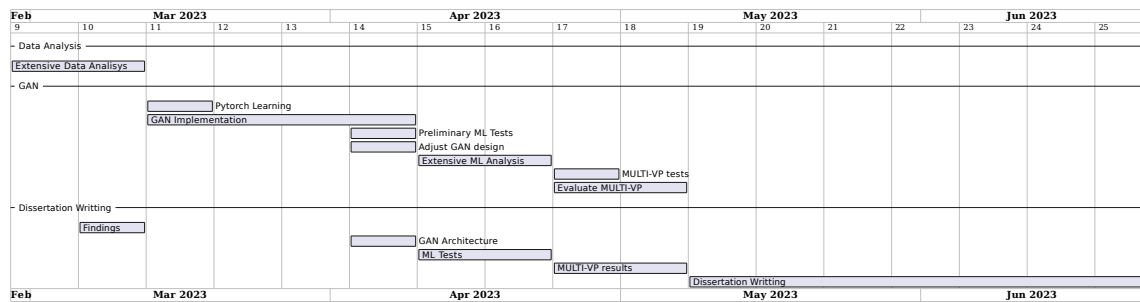 Feb Mar 2023 Apr 2023 May 2023 Jun 2023
9 10 11 12 13 14 15 16 17 18 19 20 21 22 23 24 25
Data Analysis
Extensive Data Analisys
GAN
Pytorch Learning
GAN Implementation
Preliminary ML Tests
Adjust GAN design
Extensive ML Analysis
MULTI-VP tests
Evaluate MULTI-VP
Dissertation Writting
Findings
GAN Architecture
ML Tests
MULTI-VP results
Dissertation Writting
Feb Mar 2023 Apr 2023 May 2023 Jun 2023